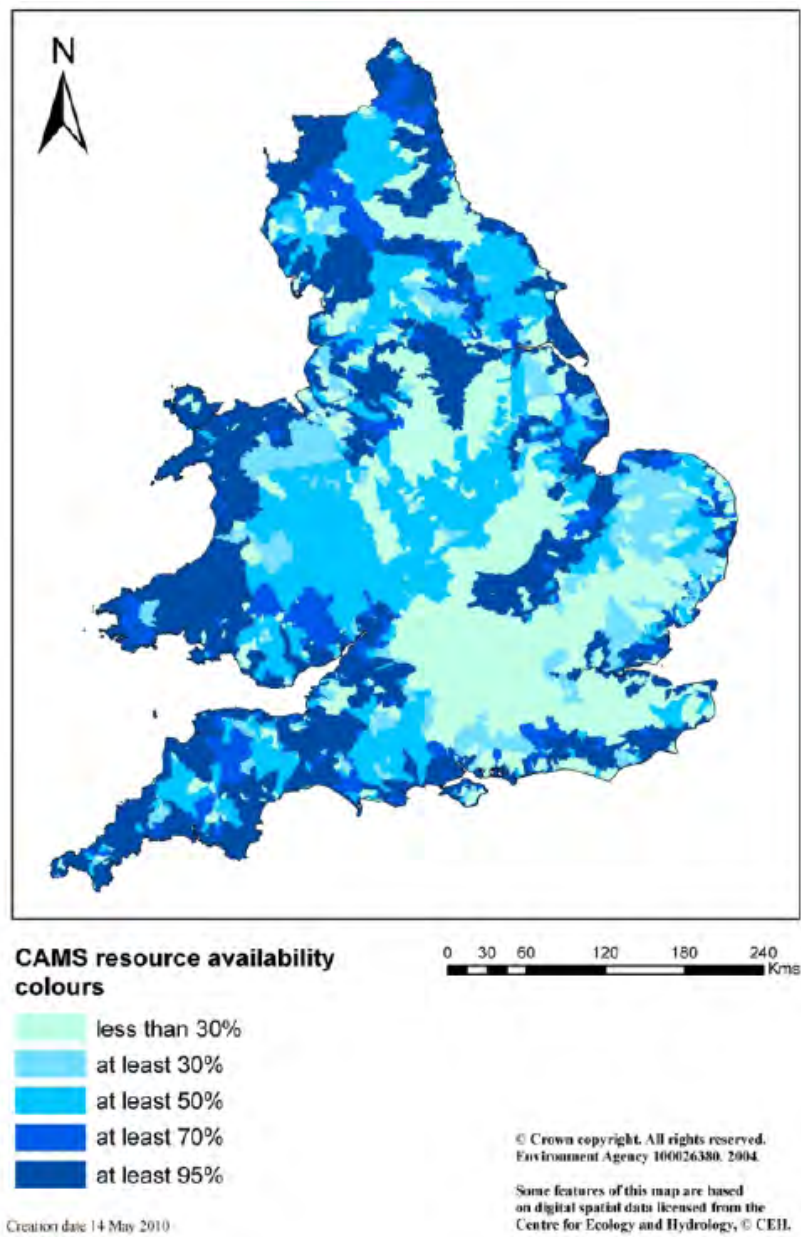 N
CAMS resource availability
colours
0 30 60 120 180 240
Kms
less than 30%
at least 30%
at least 50%
at least 70%
at least 95%
© Crown copyright. All rights reserved.
Environment Agency 100026380. 2004.
Some features of this map are based
on digital spatial data licensed from the
Centre for Ecology and Hydrology, © CEH.
Creation date 14 May 2010